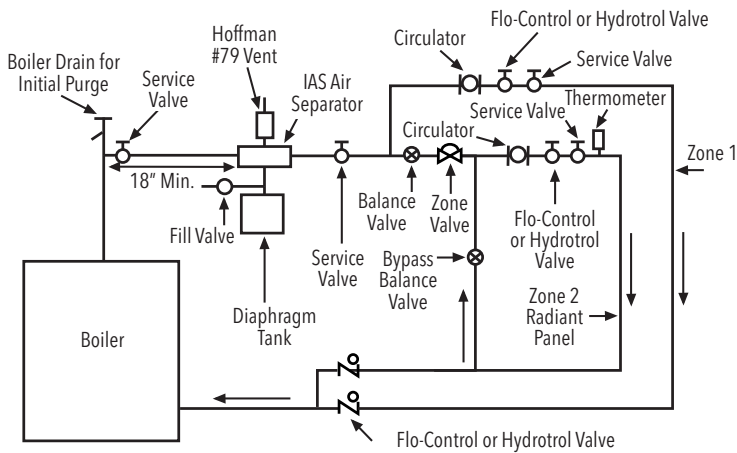 Flo-Control or Hydrotrol Valve
Hoffman
#79 Vent
Circulator
Boiler Drain for
Initial Purge
Service
Valve
IAS Air
Separator
Service Valve
Service Valve
Thermometer
Circulator
Zone 1
18" Min.
Fill Valve
Balance
Valve
Zone
Valve
Flo-Control
or Hydrotrol
Valve
Service
Valve
Bypass
Balance
Valve
Diaphragm
Tank
Zone 2
Radiant
Panel
Boiler
Flo-Control or Hydrotrol Valve